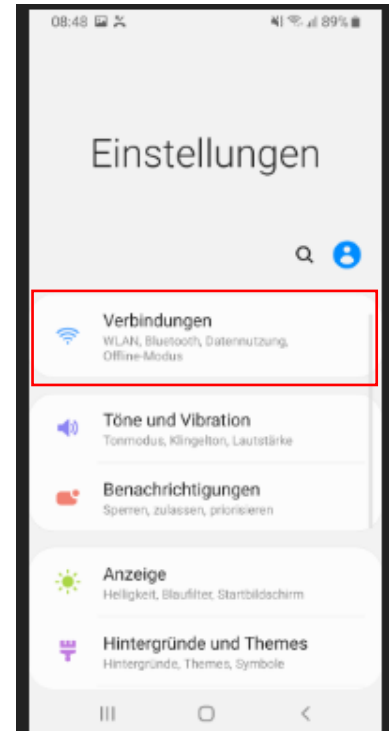 08:48 89%
Einstellungen
Verbindungen
WLAN, Bluetooth, Datennutzung,
Offline-Modus
Töne und Vibration
Tonmodus, Klingelton, Lautstärke
Benachrichtigungen
Sperren, zulassen, priorisieren
Anzeige
Helligkeit, Blaufilter, Startbildschirm
Hintergründe und Themes
Hintergründe, Themes, Symbole